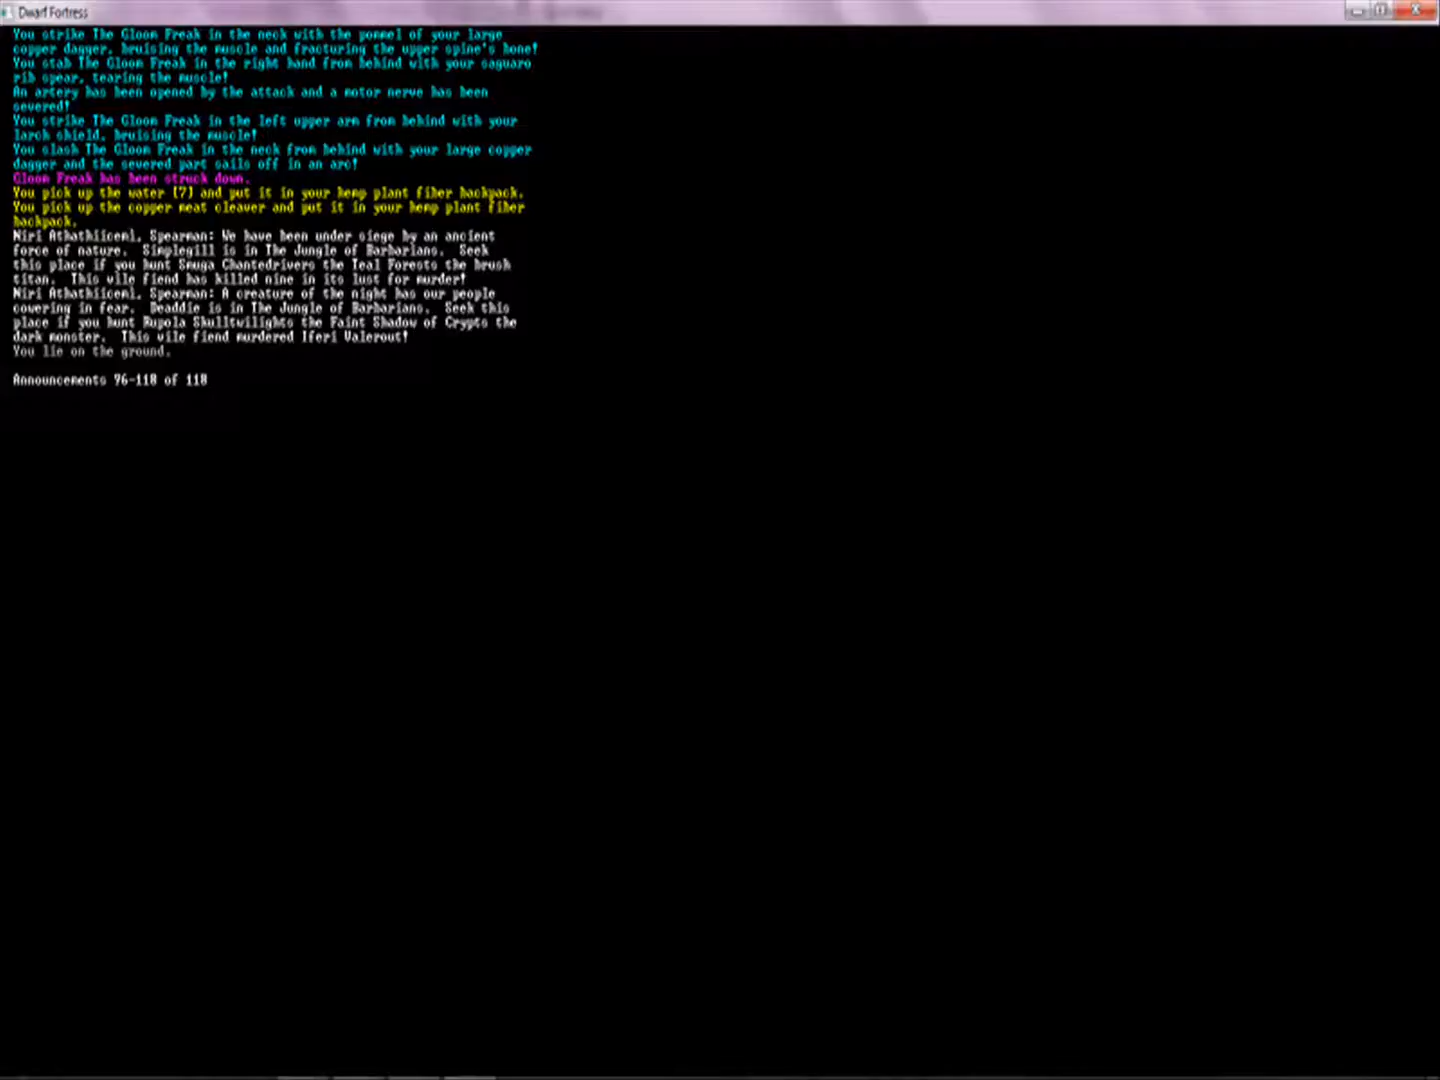 Dwarf Fortress
You strike The Gloom Freak in the neck with the pommel of your large
copper dagger, bruising the muscle and fracturing the upper spine's bone!
You stab The Gloom Freak in the right hand from behind with your saguaro
rib spear, tearing the muscle!
An artery has been opened by the attack and a motor nerve has been
severed!
You strike The Gloom Freak in the left upper arm from behind with your
larch shield, bruising the muscle!
You slash The Gloom Freak in the neck from behind with your large copper
dagger and the severed part sails off in an arc!
Gloom Freak has been struck down.
You pick up the water [7] and put it in your hemp plant fiber backpack.
You pick up the copper meat cleaver and put it in your hemp plant fiber
backpack.
Niri Athathiicemi, Spearman: We have been under siege by an ancient
force of nature.  Simplegill is in The Jungle of Barbarians.  Seek
this place if you hunt Smuga Chantedrivers the Teal Forests the brush
titan.  This vile fiend has killed nine in its lust for murder!
Niri Athathiicemi, Spearman: A creature of the night has our people
cowering in fear.  Deaddie is in The Jungle of Barbarians.  Seek this
place if you hunt Rupola Skulltwilights the Faint Shadow of Crypts the
dark monster.  This vile fiend murdered Iferi Valerout!
You lie on the ground.
Announcements 96-118 of 118